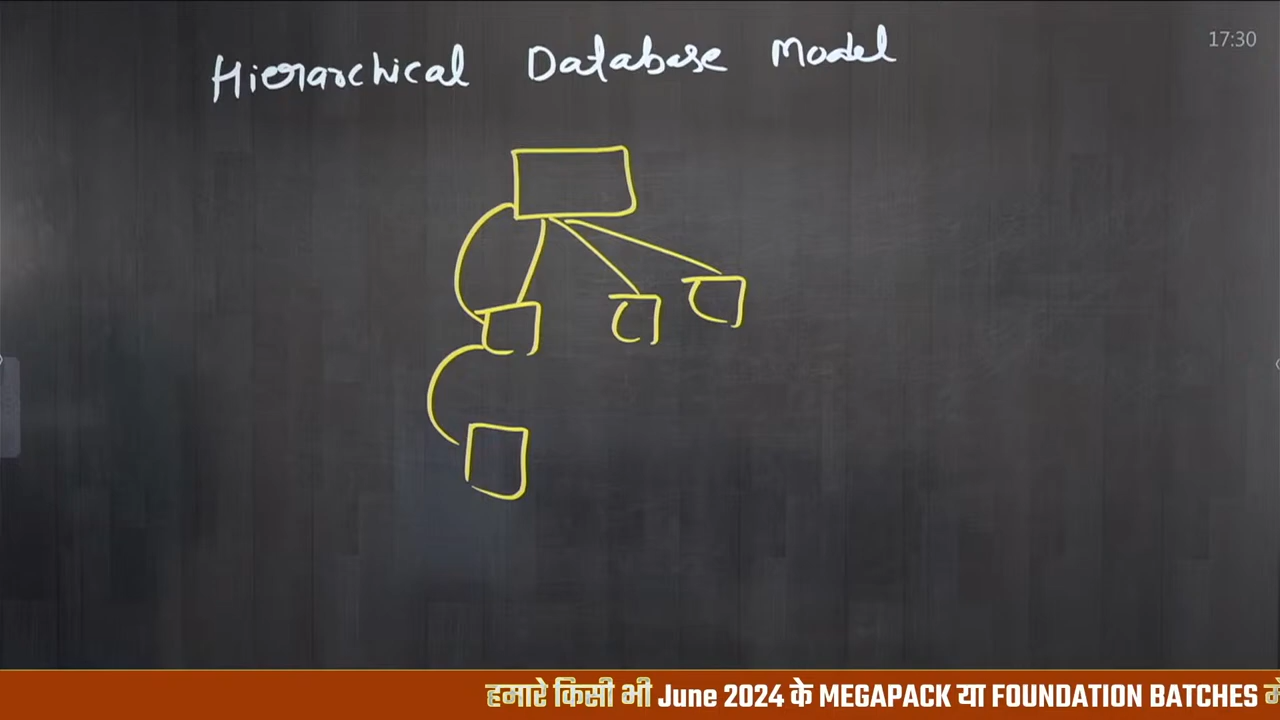 Hierarchical Database Model
17:30
हमारे किसी भी June 2024 के MEGAPACK या FOUNDATION BATCHES में